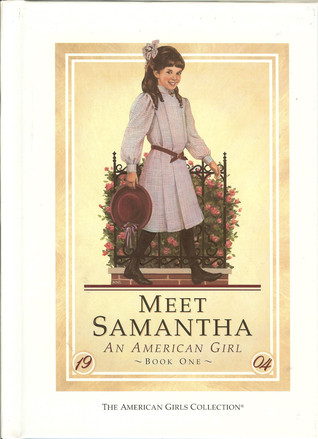 MEET
SAMANTHA
AN AMERICAN GIRL
~ BOOK ONE ~
19 04
THE AMERICAN GIRLS COLLECTION®